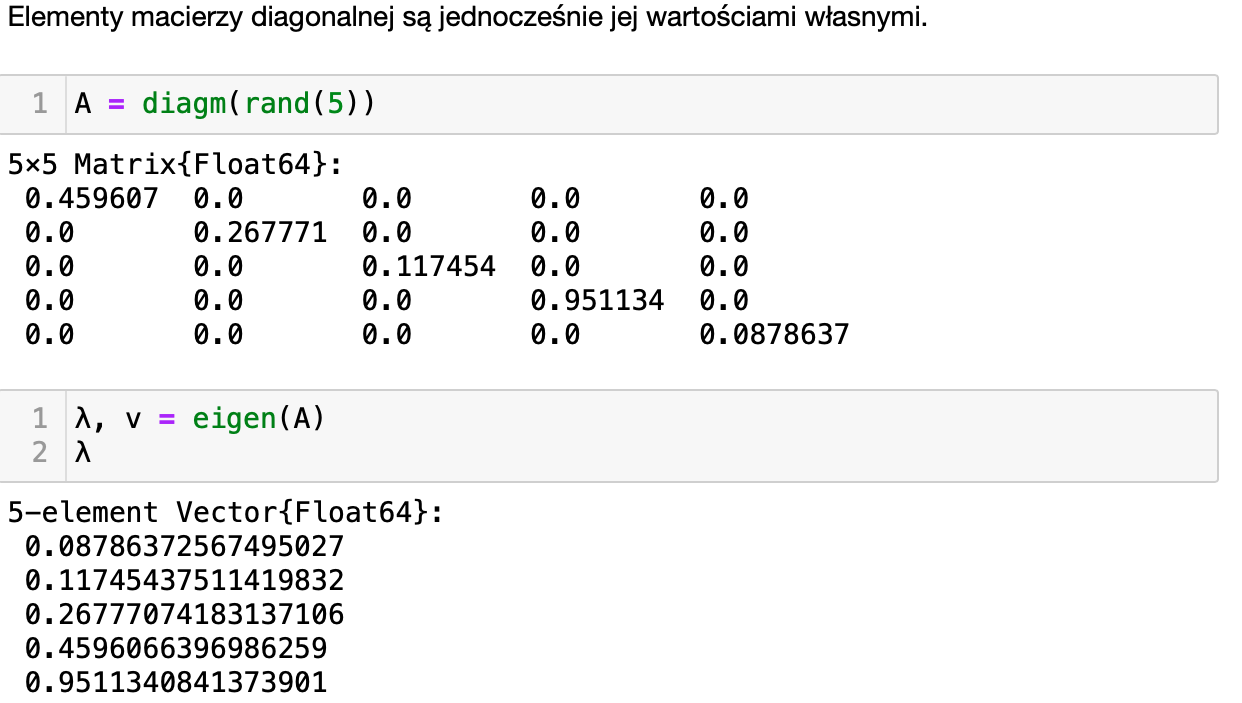 Elementy macierzy diagonalnej są jednocześnie jej wartościami własnymi.
1 A = diagm(rand(5))
5×5 Matrix{Float64}:
0.459607 0.0 0.0 0.0 0.0
0.0 0.267771 0.0 0.0 0.0
0.0 0.0 0.117454 0.0 0.0
0.0 0.0 0.0 0.951134 0.0
0.0 0.0 0.0 0.0 0.0878637
1 λ, v = eigen(A)
2 λ
5-element Vector{Float64}:
0.08786372567495027
0.11745437511419832
0.26777074183137106
0.4596066396986259
0.9511340841373901